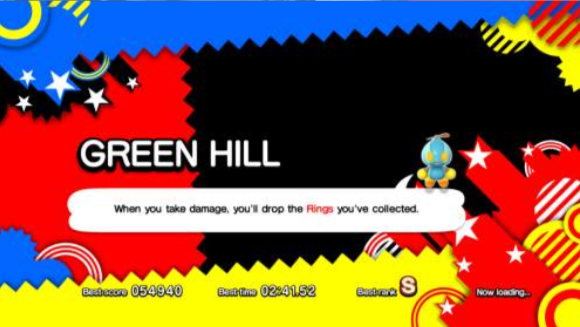 GREEN HILL
When you take damage, you'll drop the Rings you've collected.
Best score 054940 Best time 02:41.52 Best rank S
Now loading...